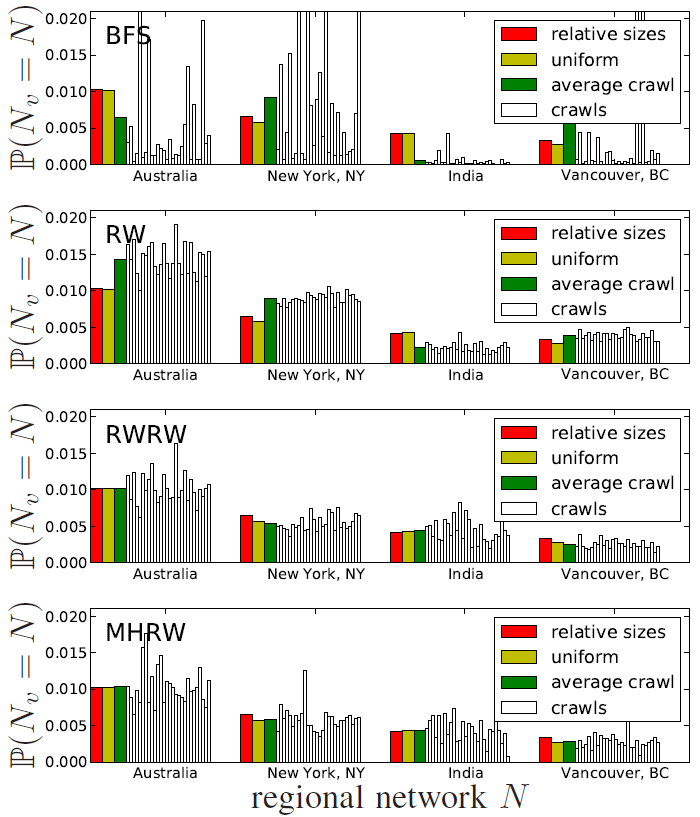 BFS
ℙ(N_v = N)
0.020
0.015
0.010
0.005
0.000
relative sizes
uniform
average crawl
crawls
Australia New York, NY India Vancouver, BC
RW
ℙ(N_v = N)
0.020
0.015
0.010
0.005
0.000
relative sizes
uniform
average crawl
crawls
Australia New York, NY India Vancouver, BC
RWRW
ℙ(N_v = N)
0.020
0.015
0.010
0.005
0.000
relative sizes
uniform
average crawl
crawls
Australia New York, NY India Vancouver, BC
MHRW
ℙ(N_v = N)
0.020
0.015
0.010
0.005
0.000
relative sizes
uniform
average crawl
crawls
Australia New York, NY India Vancouver, BC
regional network N